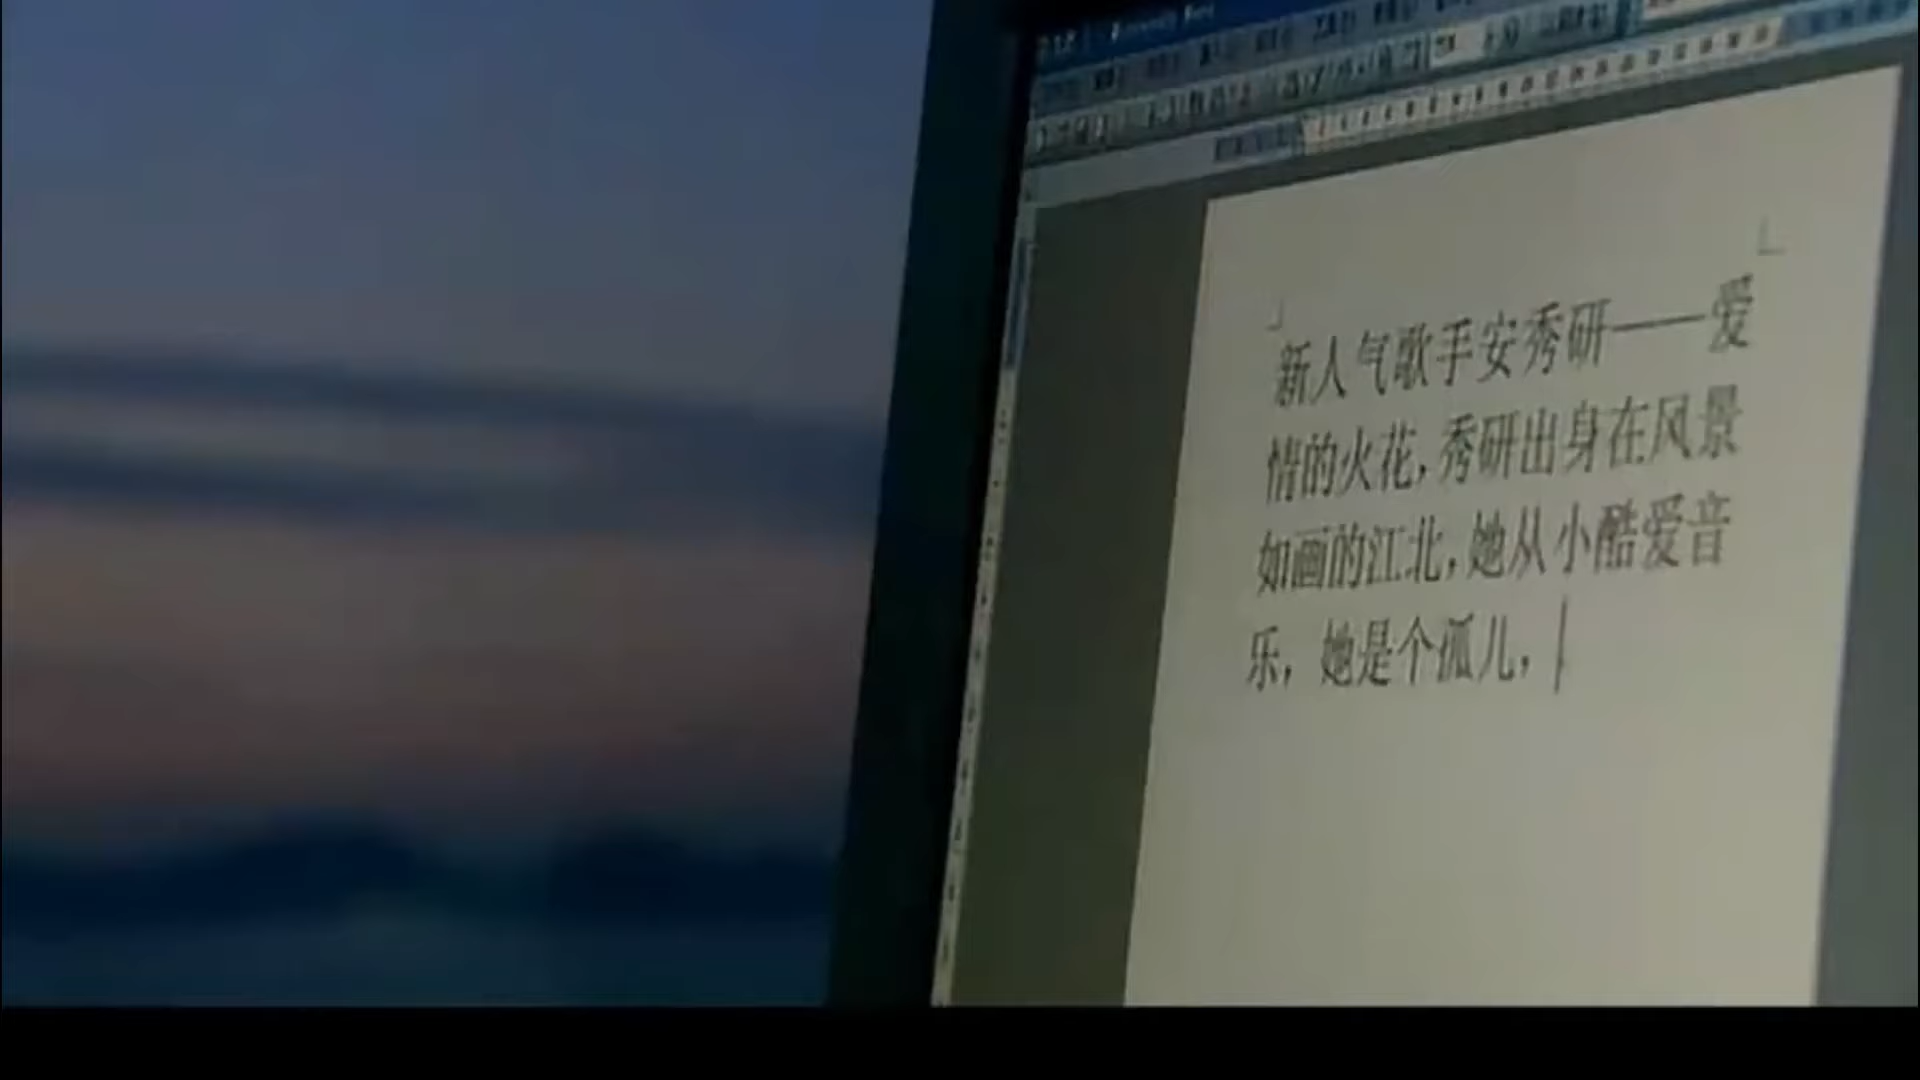 新人气歌手安秀研——爱
情的火花，秀研出身在风景
如画的江北，她从小酷爱音
乐，她是个孤儿，